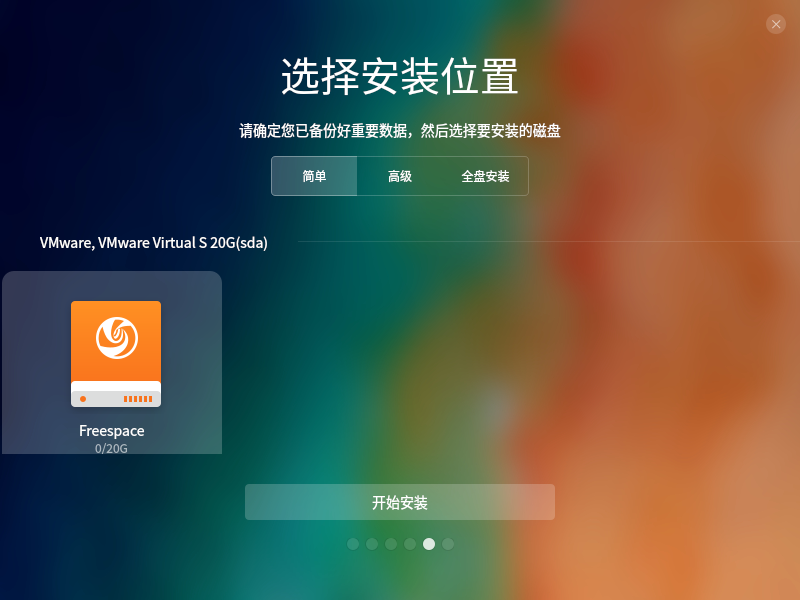 选择安装位置
请确定您已备份好重要数据，然后选择要安装的磁盘
简单
高级
全盘安装
VMware, VMware Virtual S 20G(sda)
Freespace
0/20G
开始安装